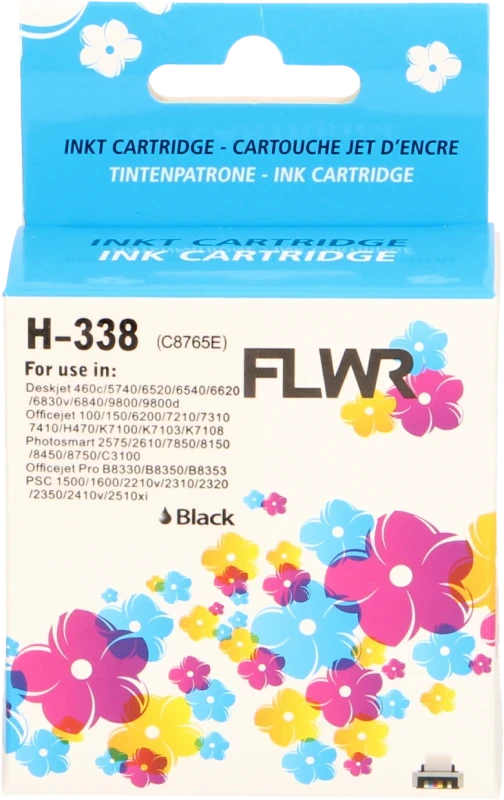 INKT CARTRIDGE - CARTOUCHE JET D'ENCRE
TINTENPATRONE - INK CARTRIDGE
INKT CARTRIDGE
INK CARTRIDGE
H-338 (C8765E)
FLWR
For use in:
Deskjet 460c/5740/6520/6540/6620
/6830v/6840/9800/9800d
Officejet 100/150/6200/7210/7310
7410/H470/K7100/K7103/K7108
Photosmart 2575/2610/7850/8150
/8450/8750/C3100
Officejet Pro B8330/B8350/B8353
PSC 1500/1600/2210v/2310/2320
/2350/2410v/2510xi
Black